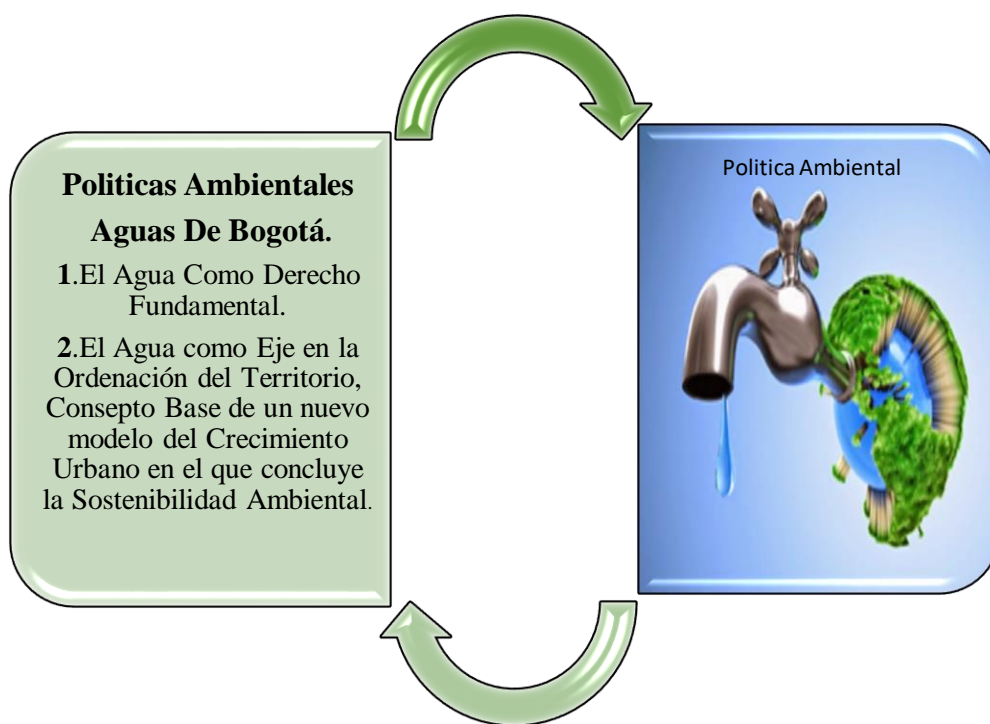 Politicas Ambientales
Aguas De Bogotá.
1.El Agua Como Derecho
Fundamental.
2.El Agua como Eje en la
Ordenación del Territorio,
Consepto Base de un nuevo
modelo del Crecimiento
Urbano en el que concluye
la Sostenibilidad Ambiental.
Politica Ambiental